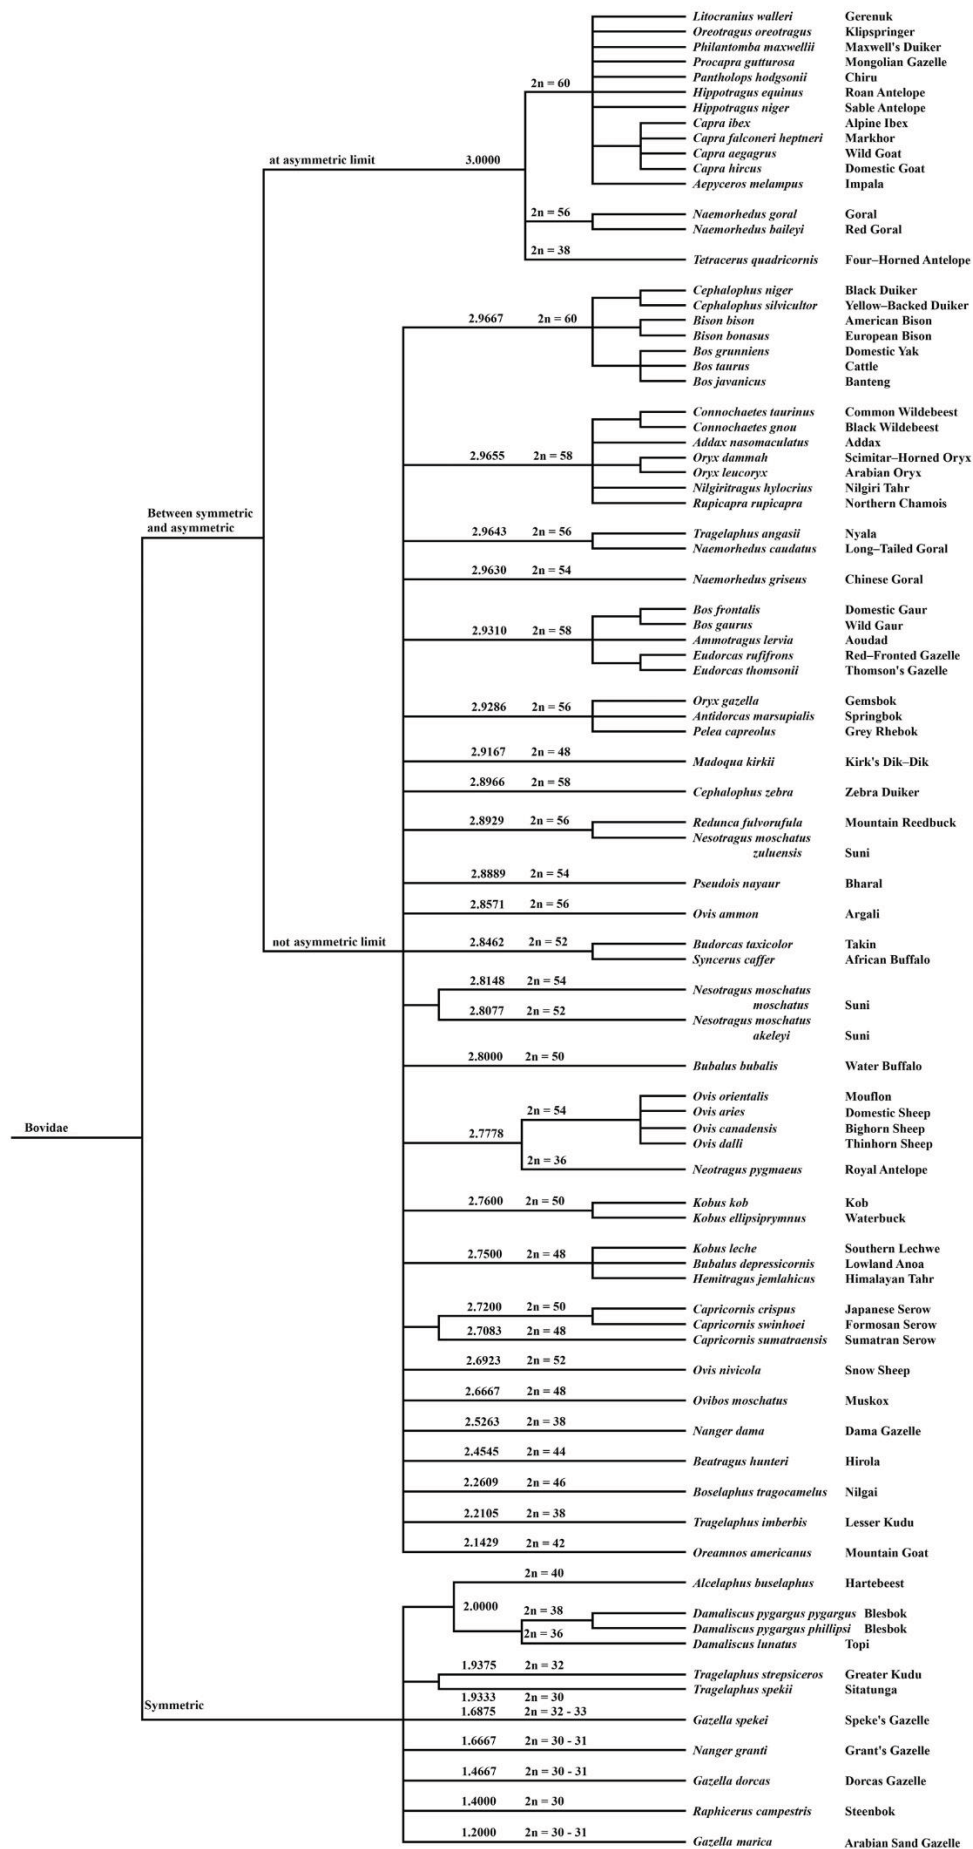 Litocranius walleri Gerenuk
Oreotragus oreotragus Klipspringer
Philantomba maxwellii Maxwell's Duiker
Procapra gutturosa Mongolian Gazelle
Pantholops hodgsonii Chiru
2n = 60 Hippotragus equinus Roan Antelope
Hippotragus niger Sable Antelope
Capra ibex Alpine Ibex
Capra falconeri heptneri Markhor
at asymmetric limit 3.0000 Capra aegagrus Wild Goat
Capra hircus Domestic Goat
Aepyceros melampus Impala
2n = 56 Naemorhedus goral Goral
Naemorhedus baileyi Red Goral
2n = 38 Tetracerus quadricornis Four–Horned Antelope
Cephalophus niger Black Duiker
Cephalophus silvicultor Yellow–Backed Duiker
2.9667 2n = 60 Bison bison American Bison
Bison bonasus European Bison
Bos grunniens Domestic Yak
Bos taurus Cattle
Bos javanicus Banteng
Connochaetes taurinus Common Wildebeest
Connochaetes gnou Black Wildebeest
Addax nasomaculatus Addax
2.9655 2n = 58 Oryx dammah Scimitar–Horned Oryx
Oryx leucoryx Arabian Oryx
Nilgiritragus hylocrius Nilgiri Tahr
Rupicapra rupicapra Northern Chamois
Between symmetric
and asymmetric
2.9643 2n = 56 Tragelaphus angasii Nyala
Naemorhedus caudatus Long–Tailed Goral
2.9630 2n = 54 Naemorhedus griseus Chinese Goral
Bos frontalis Domestic Gaur
Bos gaurus Wild Gaur
2.9310 2n = 58 Ammotragus lervia Aoudad
Eudorcas rufifrons Red–Fronted Gazelle
Eudorcas thomsonii Thomson's Gazelle
Oryx gazella Gemsbok
2.9286 2n = 56 Antidorcas marsupialis Springbok
Pelea capreolus Grey Rhebok
2.9167 2n = 48 Madoqua kirkii Kirk's Dik–Dik
2.8966 2n = 58 Cephalophus zebra Zebra Duiker
2.8929 2n = 56 Redunca fulvorufula Mountain Reedbuck
Nesotragus moschatus
zuluensis Suni
2.8889 2n = 54 Pseudois nayaur Bharal
2.8571 2n = 56 Ovis ammon Argali
not asymmetric limit 2.8462 2n = 52 Budorcas taxicolor Takin
Syncerus caffer African Buffalo
2.8148 2n = 54 Nesotragus moschatus
moschatus Suni
2.8077 2n = 52 Nesotragus moschatus
akeleyi Suni
2.8000 2n = 50 Bubalus bubalis Water Buffalo
Ovis orientalis Mouflon
2n = 54 Ovis aries Domestic Sheep
Bovidae Ovis canadensis Bighorn Sheep
2.7778 Ovis dalli Thinhorn Sheep
2n = 36 Neotragus pygmaeus Royal Antelope
2.7600 2n = 50 Kobus kob Kob
Kobus ellipsiprymnus Waterbuck
Kobus leche Southern Lechwe
2.7500 2n = 48 Bubalus depressicornis Lowland Anoa
Hemitragus jemlahicus Himalayan Tahr
2.7200 2n = 50 Capricornis crispus Japanese Serow
Capricornis swinhoei Formosan Serow
2.7083 2n = 48 Capricornis sumatraensis Sumatran Serow
2.6923 2n = 52 Ovis nivicola Snow Sheep
2.6667 2n = 48 Ovibos moschatus Muskox
2.5263 2n = 38 Nanger dama Dama Gazelle
2.4545 2n = 44 Beatragus hunteri Hirola
2.2609 2n = 46 Boselaphus tragocamelus Nilgai
2.2105 2n = 38 Tragelaphus imberbis Lesser Kudu
2.1429 2n = 42 Oreamnos americanus Mountain Goat
2n = 40 Alcelaphus buselaphus Hartebeest
2.0000 2n = 38 Damaliscus pygargus pygargus Blesbok
Damaliscus pygargus phillipsi Blesbok
2n = 36 Damaliscus lunatus Topi
1.9375 2n = 32 Tragelaphus strepsiceros Greater Kudu
Tragelaphus spekii Sitatunga
1.9333 2n = 30
Symmetric 1.6875 2n = 32 - 33 Gazella spekei Speke's Gazelle
1.6667 2n = 30 - 31 Nanger granti Grant's Gazelle
1.4667 2n = 30 - 31 Gazella dorcas Dorcas Gazelle
1.4000 2n = 30 Raphicerus campestris Steenbok
1.2000 2n = 30 - 31 Gazella marica Arabian Sand Gazelle